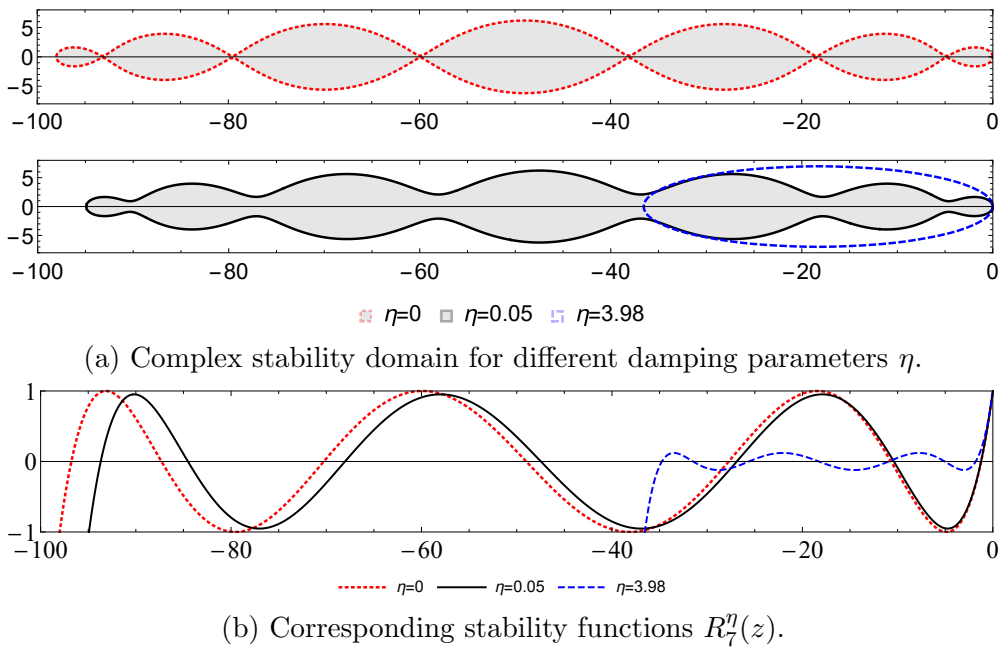 5
0
−5
−100 −80 −60 −40 −20 0
5
0
−5
−100 −80 −60 −40 −20 0
η=0 η=0.05 η=3.98
(a) Complex stability domain for different damping parameters η.
1
0
−1
−100 −80 −60 −40 −20 0
η=0 η=0.05 η=3.98
(b) Corresponding stability functions $R_7^η(z)$.